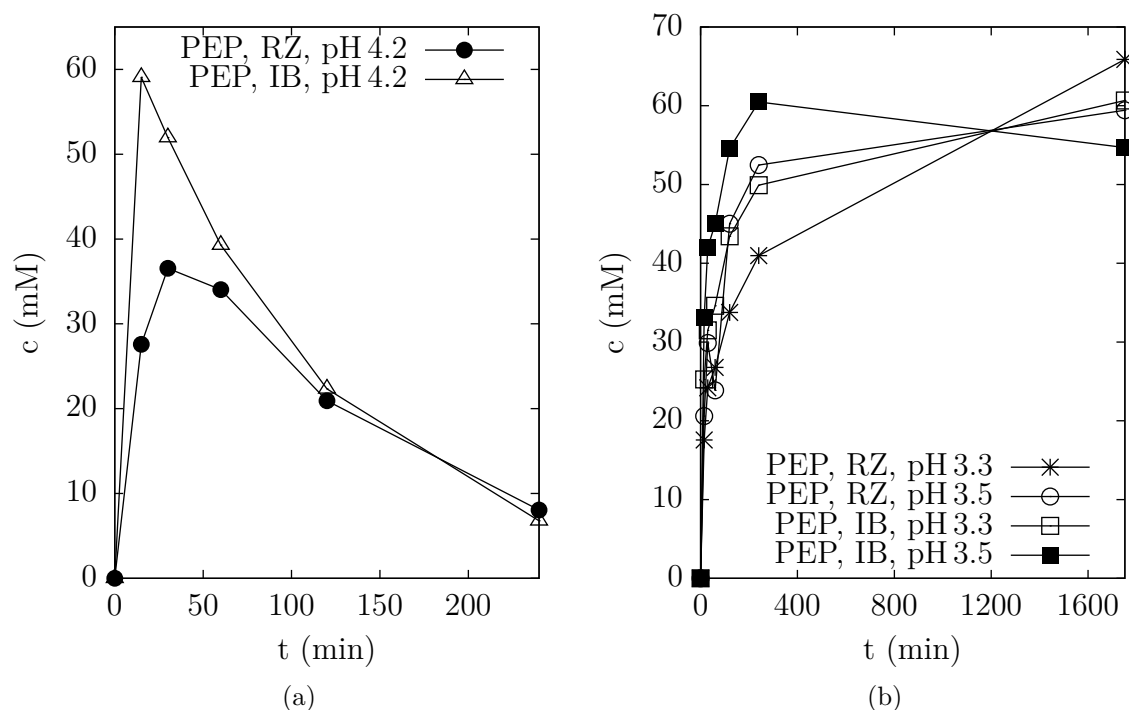 PEP, RZ, pH 4.2
PEP, IB, pH 4.2
60
50
40
30
20
10
0
c (mM)
0 50 100 150 200
t (min)
(a)
70
60
50
40
30
20
10
0
c (mM)
PEP, RZ, pH 3.3
PEP, RZ, pH 3.5
PEP, IB, pH 3.3
PEP, IB, pH 3.5
0 400 800 1200 1600
t (min)
(b)